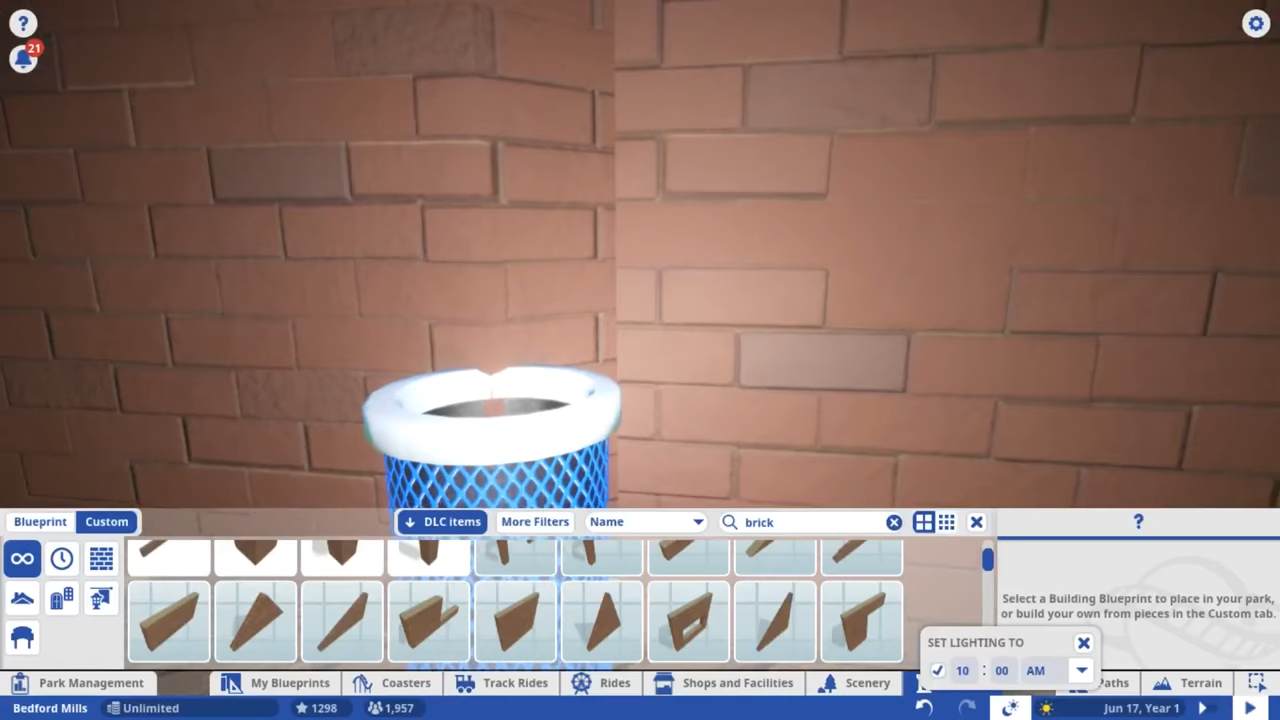 ?
21
Blueprint
Custom
DLC items
More Filters
Name
brick
?
Select a Building Blueprint to place in your park,
or build your own from pieces in the Custom tab.
SET LIGHTING TO
10 : 00 AM
Park Management
My Blueprints
Coasters
Track Rides
Rides
Shops and Facilities
Scenery
Paths
Terrain
Bedford Mills
Unlimited
1298
1,957
Jun 17, Year 1